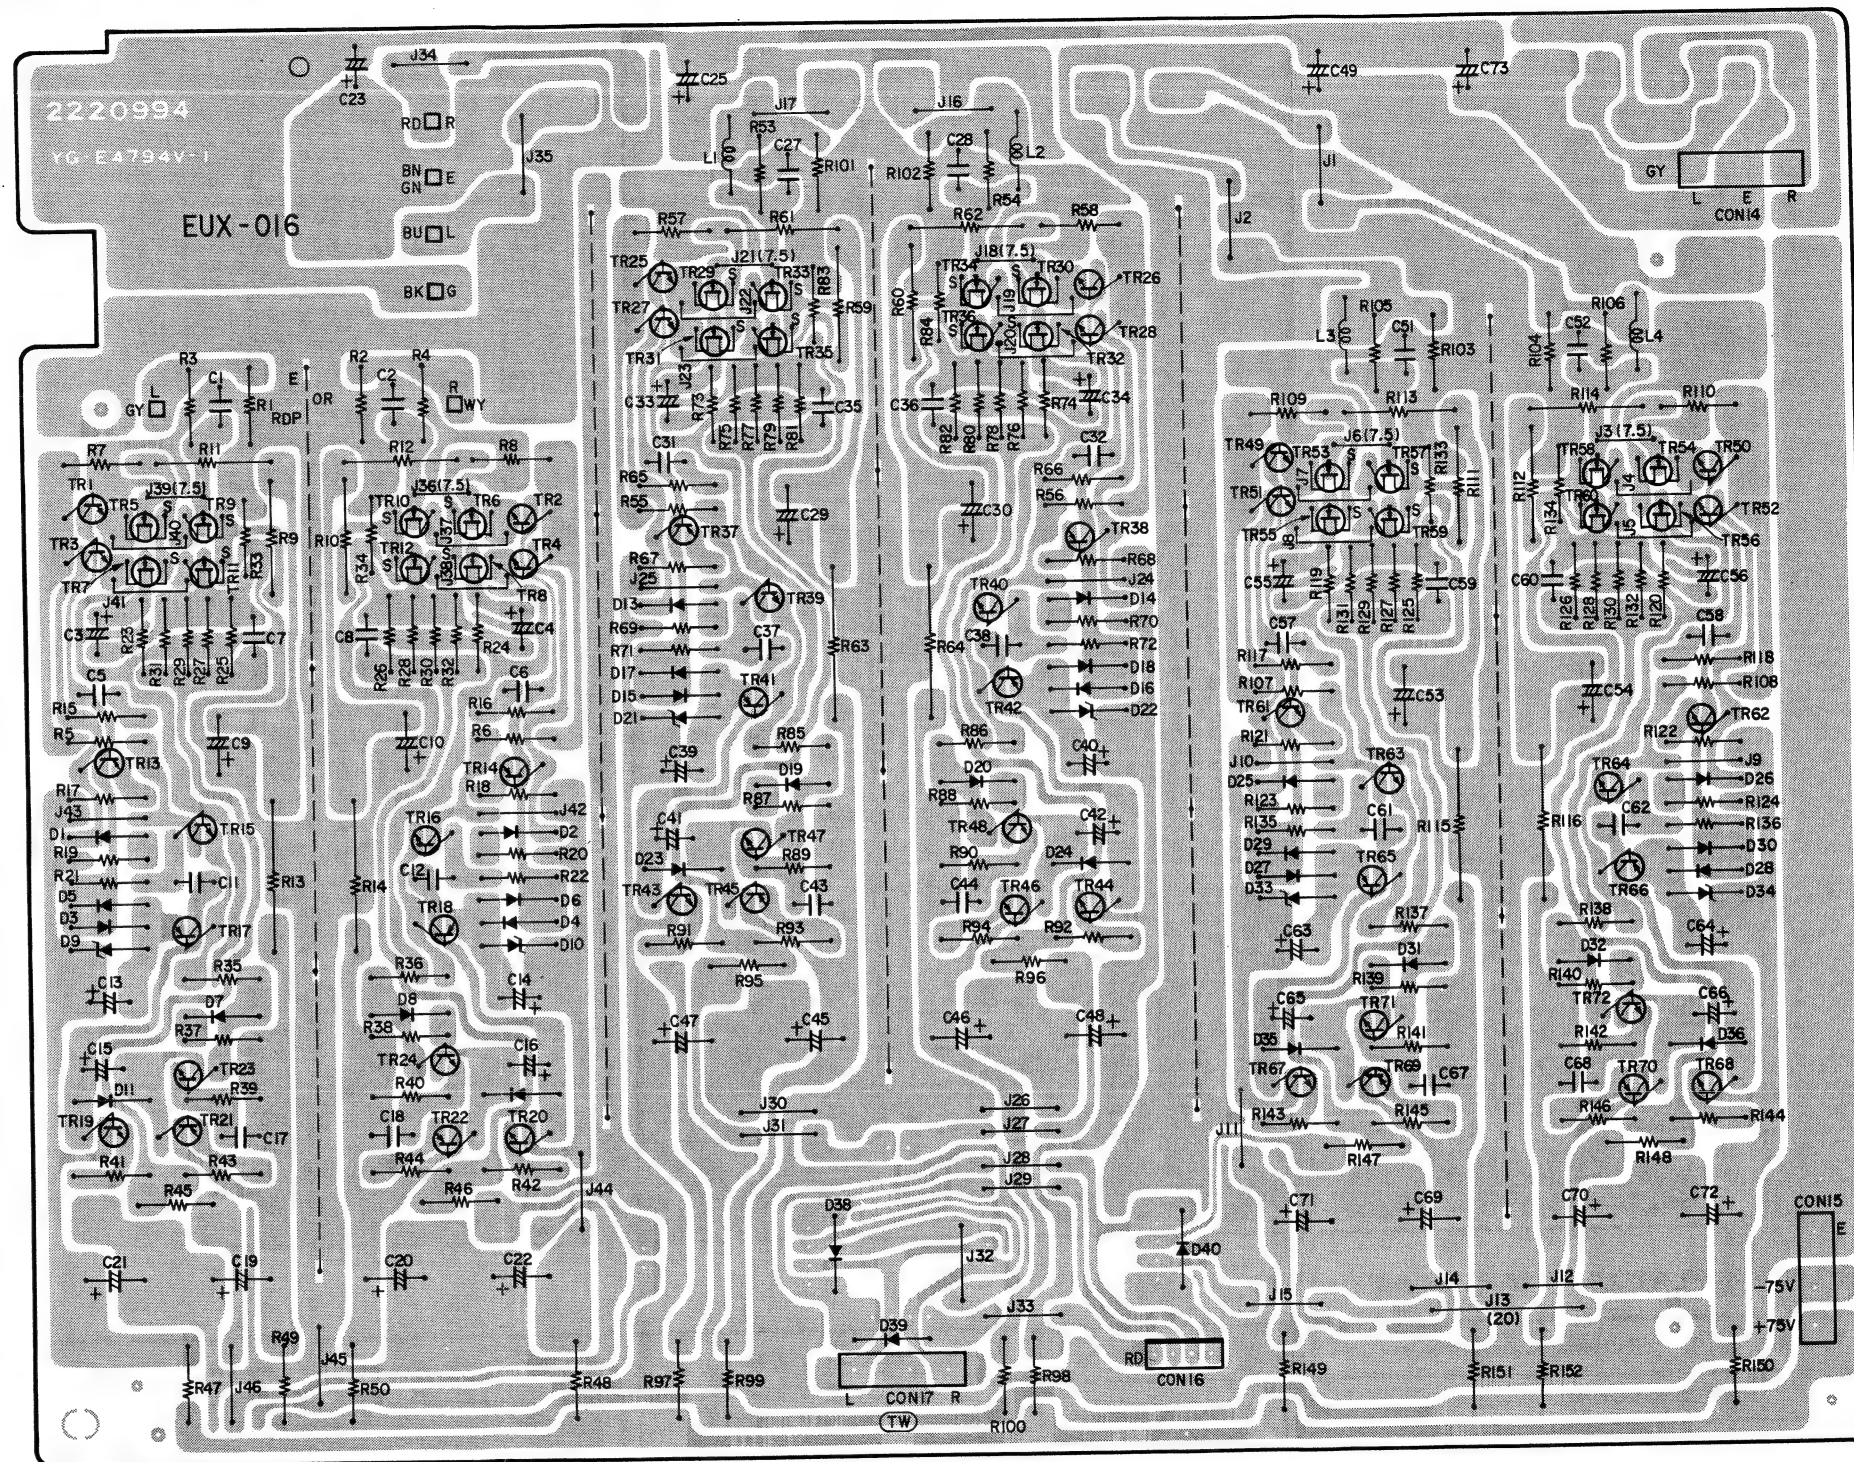 J34
C23
C25
C49
C73
2220994
YG-E4794V-1
RD R
J35
BN
GN E
EUX-016
BU L
BK G
J17
J16
R53
C27
L1
R101
C28
L2
R102
R54
J1
J2
GY
L E R
CON14
R57
R61
R62
R58
TR25
TR29
J21(7.5)
S
TR33
R83
TR27
J22
R59
TR31
J23
TR35
R60
TR34
J18(7.5)
TR30
TR26
R84
TR36
J19
J20
TR28
TR32
R105
L3
C51
R103
R106
R104
C52
L4
R3
C1
R1
E
OR
RDP
R2
C2
R4
R
WY
L
GY
C33
R73
R75
R77
R79
R81
C35
C36
R82
R80
R78
R76
R74
C34
R109
R113
R114
R110
R7
R11
R12
R8
C31
R65
R55
TR37
C29
C30
C32
R66
R56
TR38
TR49
TR53
J6(7.5)
TR57
R133
R111
TR51
J7
TR55
J8
TR59
R112
R134
TR58
J3(7.5)
TR54
TR50
TR60
J4
J5
TR52
TR56
TR1
TR5
J39(7.5)
TR9
TR3
J40
R33
R9
TR7
TR11
J41
R10
R34
TR10
J36(7.5)
TR6
TR2
TR12
J37
J38
TR4
TR8
R67
J25
D13
R69
R71
D17
D15
D21
TR39
C37
TR41
R63
R64
TR40
C38
TR42
R68
J24
D14
R70
R72
D18
D16
D22
C55
R119
R131
R129
R127
R125
C59
C60
R126
R128
R130
R132
R120
C56
C3
R23
R31
R29
R27
R25
C7
C8
R26
R28
R30
R32
R24
C4
C57
R117
R107
TR61
C53
C54
C58
R118
R108
TR62
C5
R15
R5
TR13
C9
C10
C6
R16
R6
TR14
R18
C39
R85
D19
R87
R86
D20
R88
C40
R121
J10
D25
R123
R135
D29
D27
D33
TR63
C61
TR65
R115
R116
TR64
C62
TR66
R122
J9
D26
R124
R136
D30
D28
D34
R17
J43
D1
R19
R21
D5
D3
D9
TR15
C11
TR17
R13
R14
TR16
C12
TR18
J42
D2
R20
R22
D6
D4
D10
C41
D23
TR43
TR47
R89
TR45
C43
R91
R93
R95
TR48
R90
C44
TR46
D24
C42
TR44
R94
R92
R96
C63
R137
D31
R139
R138
D32
R140
C64
C13
R35
D7
R37
R36
D8
R38
C14
C47
C45
C46
C48
C65
D35
TR67
TR71
R141
TR69
C67
R143
R145
R147
TR72
R142
C68
TR70
C66
D36
TR68
R146
R144
R148
C15
D11
TR19
TR23
R39
TR21
C17
R41
R43
R45
TR24
R40
C18
TR22
C16
TR20
R44
R42
R46
J30
J31
J26
J27
J28
J29
J11
J44
D38
J32
D40
C71
C69
C70
C72
CON15
E
-75V
+75V
C21
C19
C20
C22
J33
D39
J15
J14
J12
J13
(20)
R47
J46
R49
J45
R50
R48
R97
R99
L CON17 R
TW
R100
R98
RD
CON16
R149
R151
R152
R150